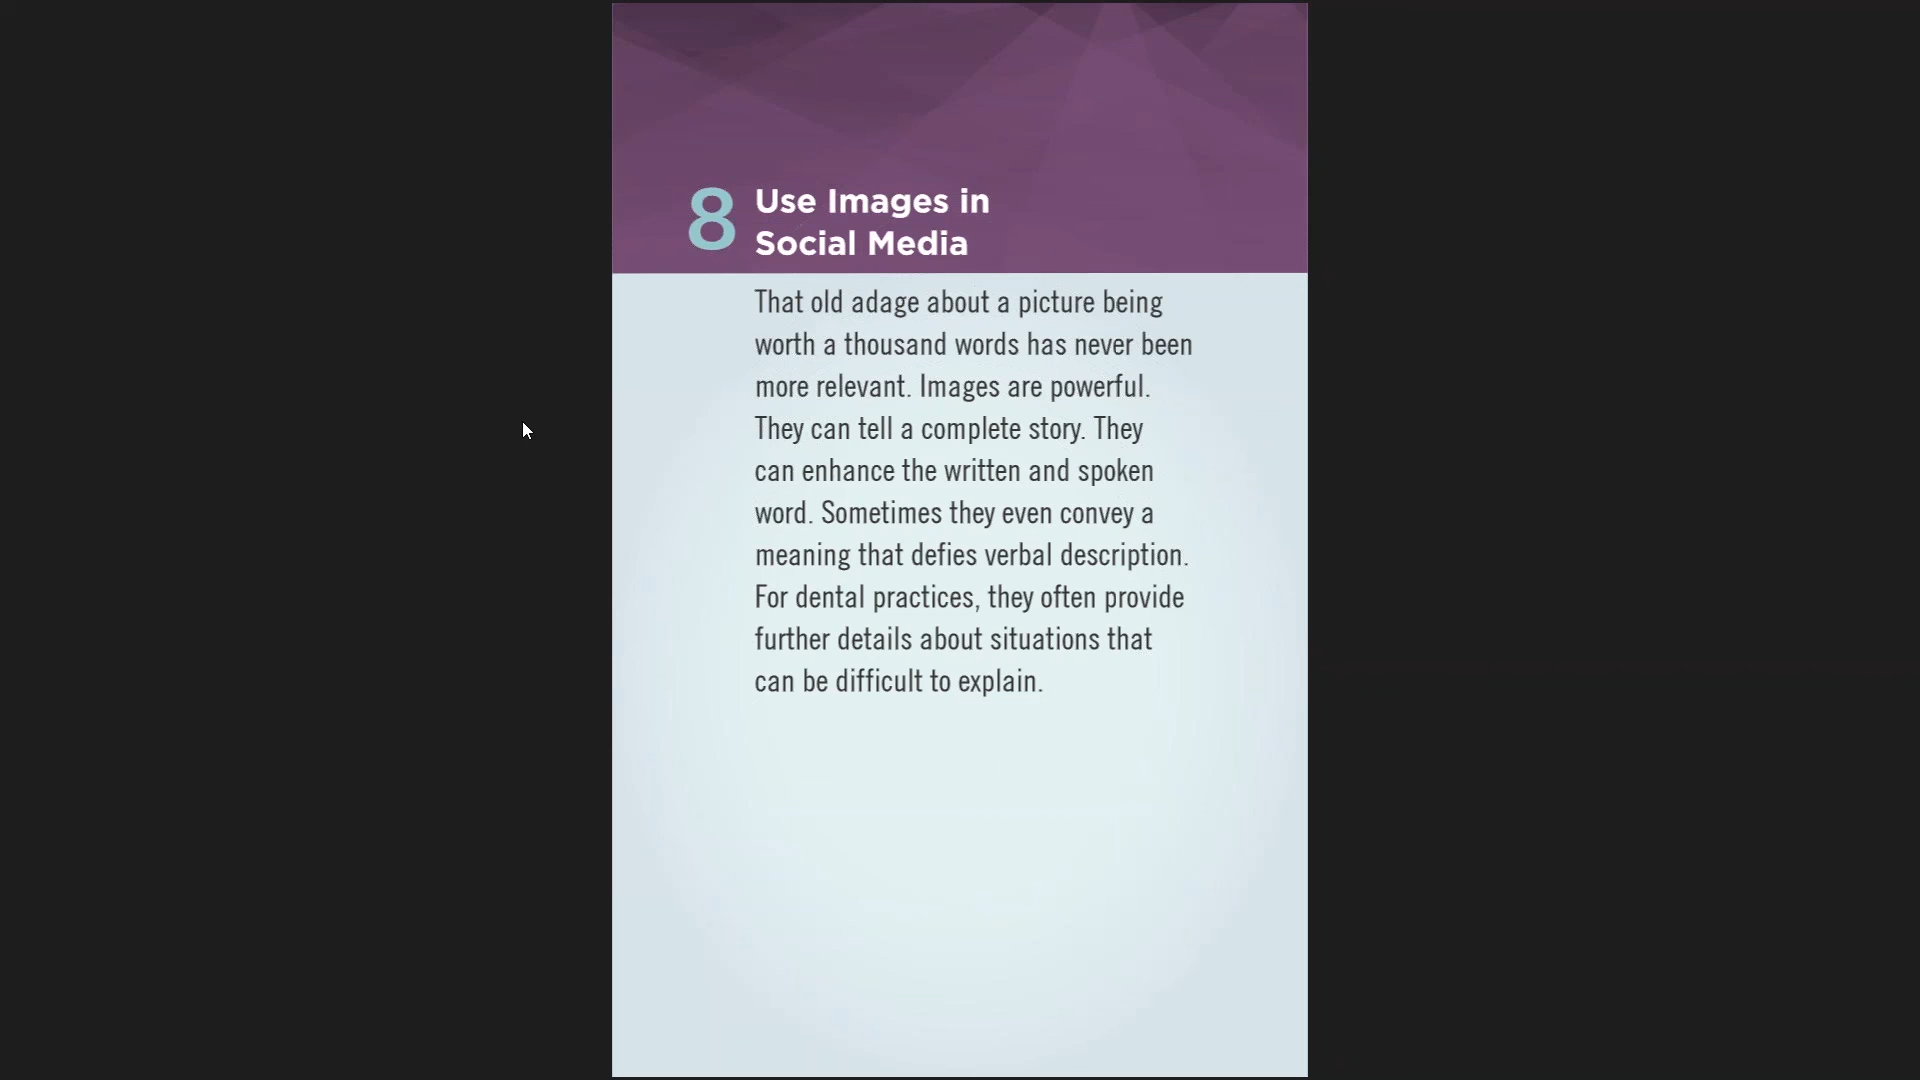 8 Use Images in
Social Media
That old adage about a picture being
worth a thousand words has never been
more relevant. Images are powerful.
They can tell a complete story. They
can enhance the written and spoken
word. Sometimes they even convey a
meaning that defies verbal description.
For dental practices, they often provide
further details about situations that
can be difficult to explain.